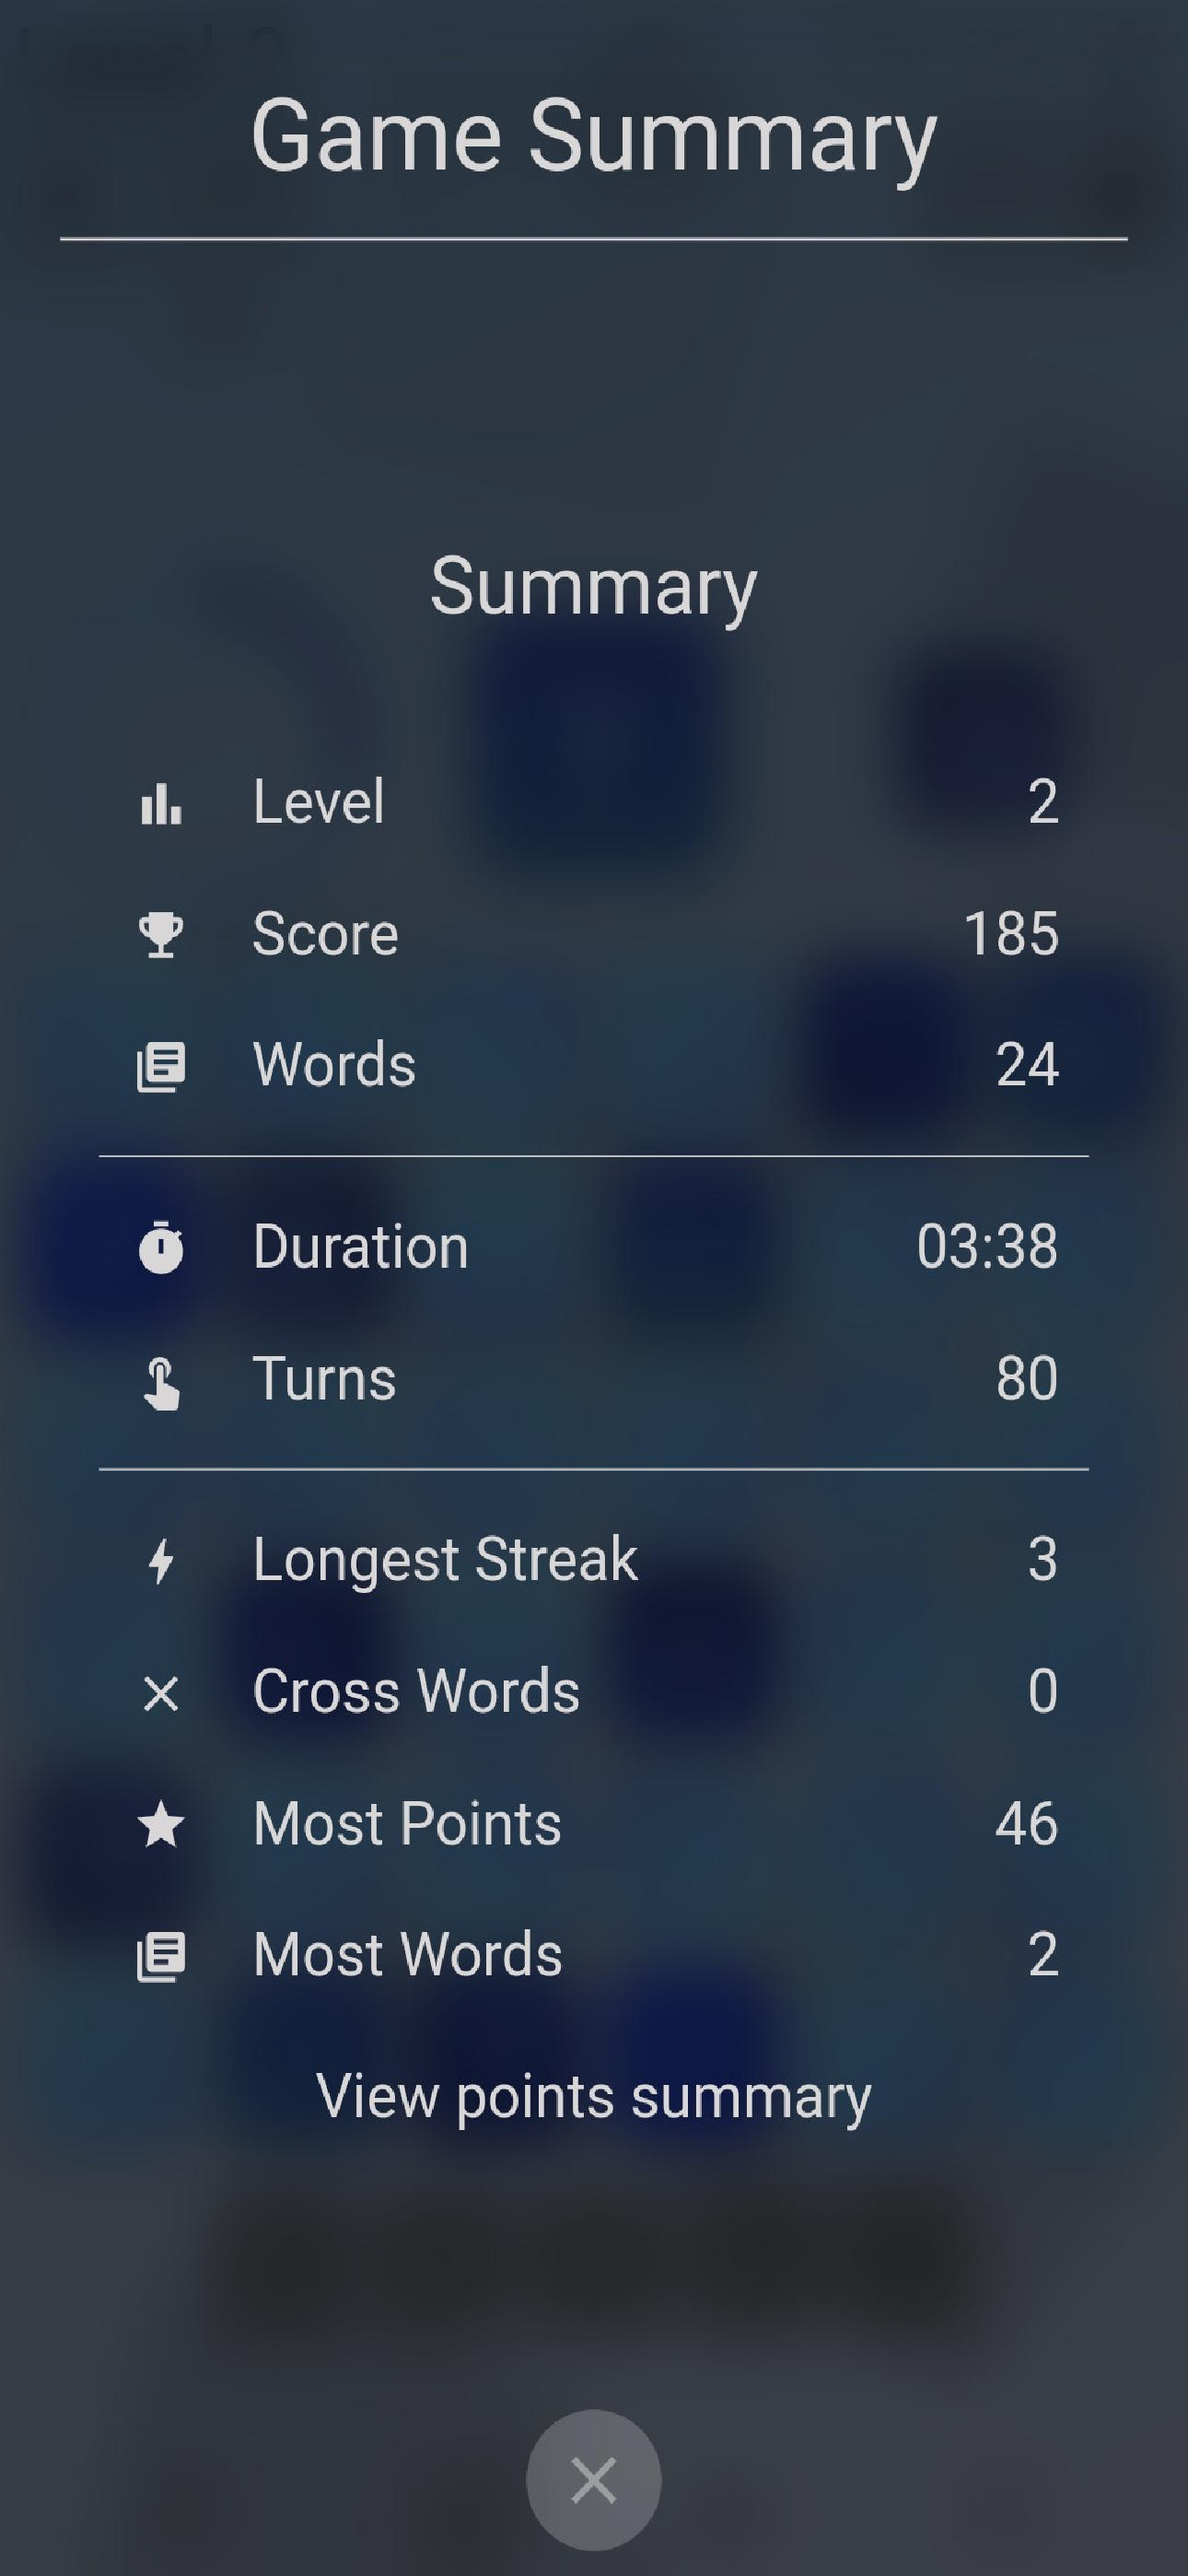 Game Summary
Summary
Level 2
Score 185
Words 24
Duration 03:38
Turns 80
Longest Streak 3
Cross Words 0
Most Points 46
Most Words 2
View points summary